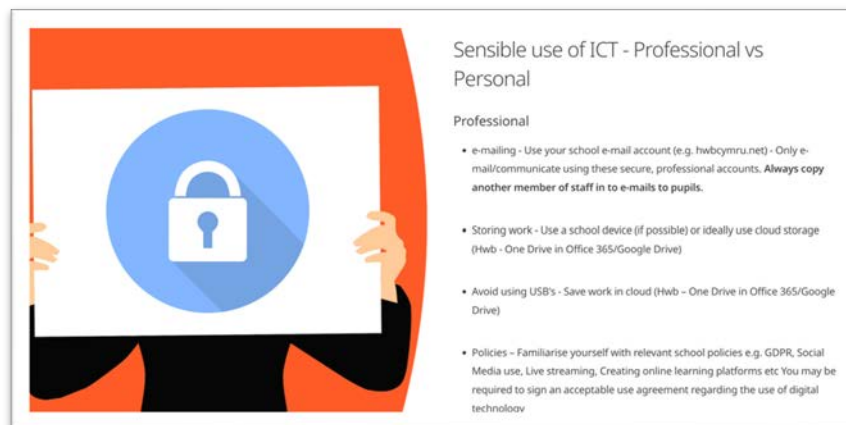 Sensible use of ICT - Professional vs
Personal
Professional
• e-mailing - Use your school e-mail account (e.g. hwbcymru.net) - Only e-
mail/communicate using these secure, professional accounts. Always copy
another member of staff in to e-mails to pupils.
• Storing work - Use a school device (if possible) or ideally use cloud storage
(Hwb - One Drive in Office 365/Google Drive)
• Avoid using USB's - Save work in cloud (Hwb – One Drive in Office 365/Google
Drive)
• Policies – Familiarise yourself with relevant school policies e.g. GDPR, Social
Media use, Live streaming, Creating online learning platforms etc You may be
required to sign an acceptable use agreement regarding the use of digital
technology